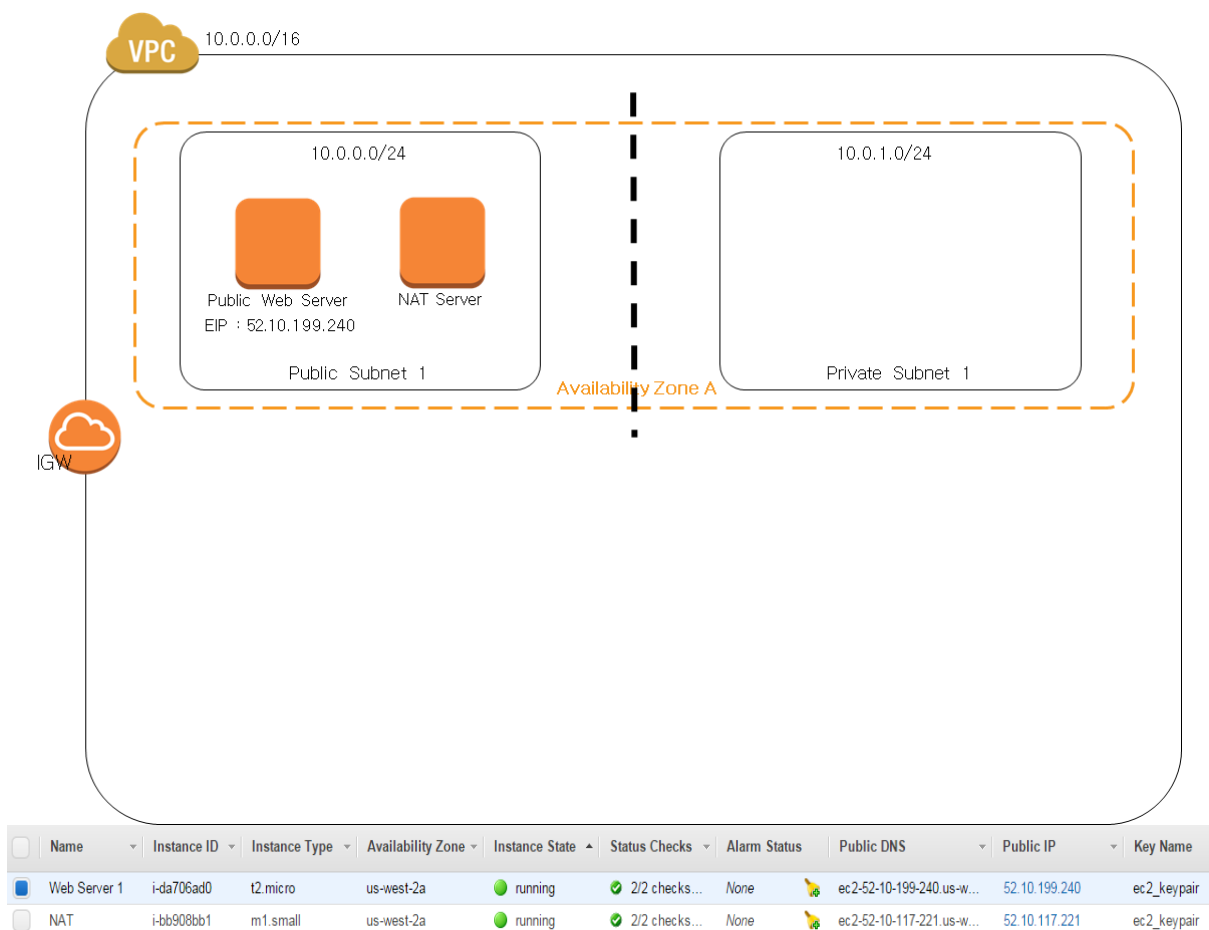 VPC
10.0.0.0/16
10.0.0.0/24
10.0.1.0/24
Public Web Server
EIP : 52.10.199.240
NAT Server
Public Subnet 1
Private Subnet 1
Availability Zone A
IGW
Name Instance ID Instance Type Availability Zone Instance State Status Checks Alarm Status Public DNS Public IP Key Name
Web Server 1 i-da706ad0 t2.micro us-west-2a running 2/2 checks... None ec2-52-10-199-240.us-w... 52.10.199.240 ec2_keypair
NAT i-bb908bb1 m1.small us-west-2a running 2/2 checks... None ec2-52-10-117-221.us-w... 52.10.117.221 ec2_keypair